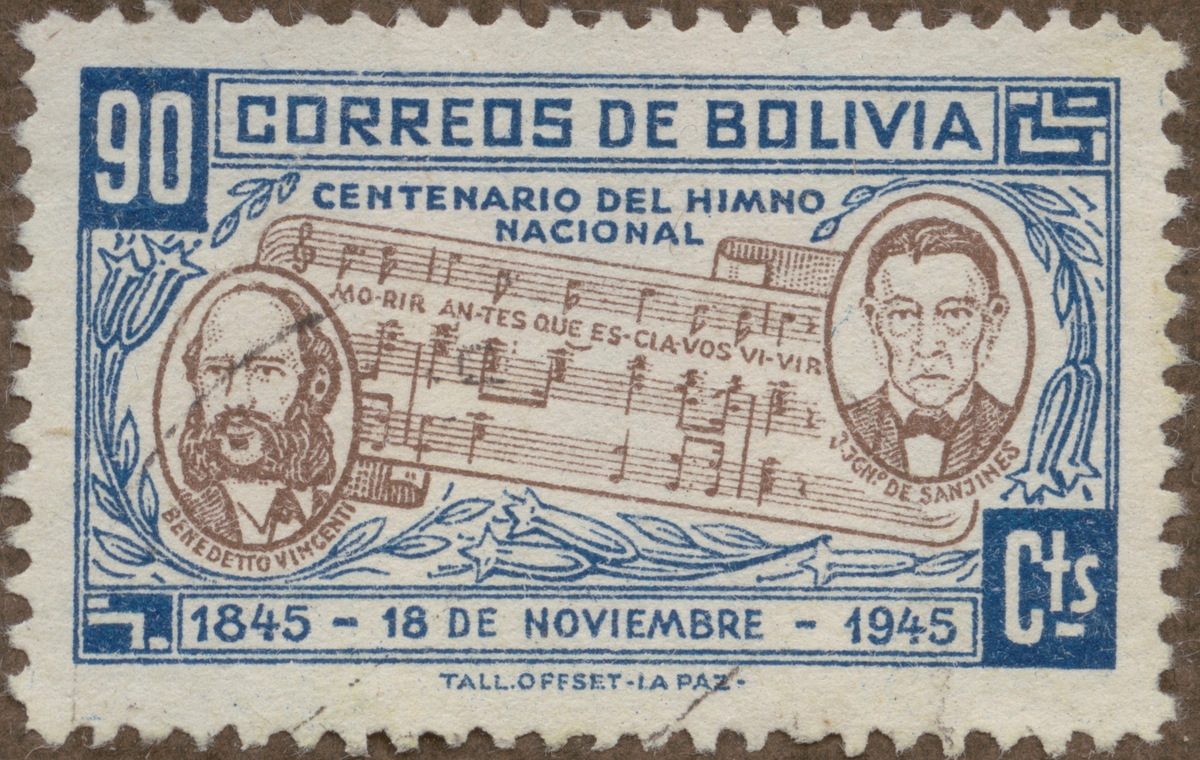 90
CORREOS DE BOLIVIA
CENTENARIO DEL HIMNO
NACIONAL
MO-RIR AN-TES QUE ES-CLA-VOS VI-VIR
BENEDETTO VINCENTI
DE SANJINES
Cts
1845 - 18 DE NOVIEMBRE - 1945
TALL.OFFSET-LA PAZ-